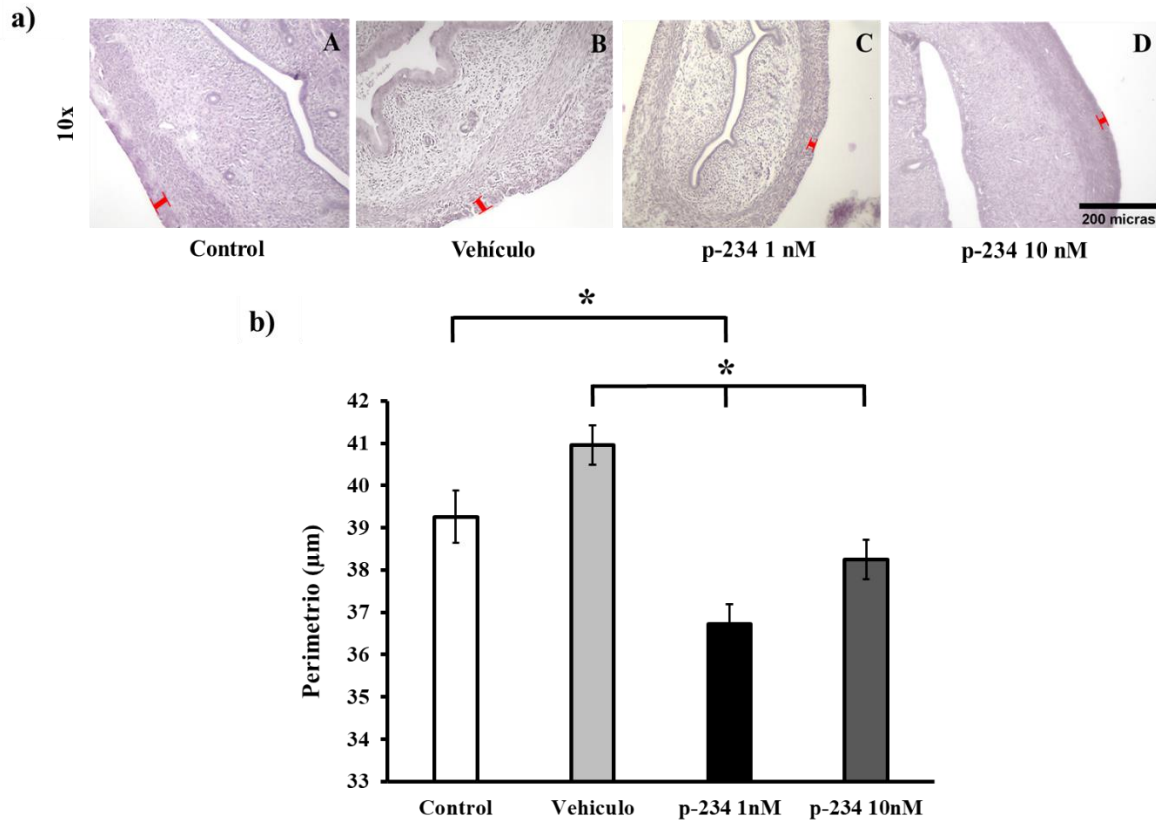 a)
A
B
C
D
10x
200 micras
Control
Vehículo
p-234 1 nM
p-234 10 nM
b)
*
*
Perimetrio (µm)
42
41
40
39
38
37
36
35
34
33
Control
Vehiculo
p-234 1nM
p-234 10nM